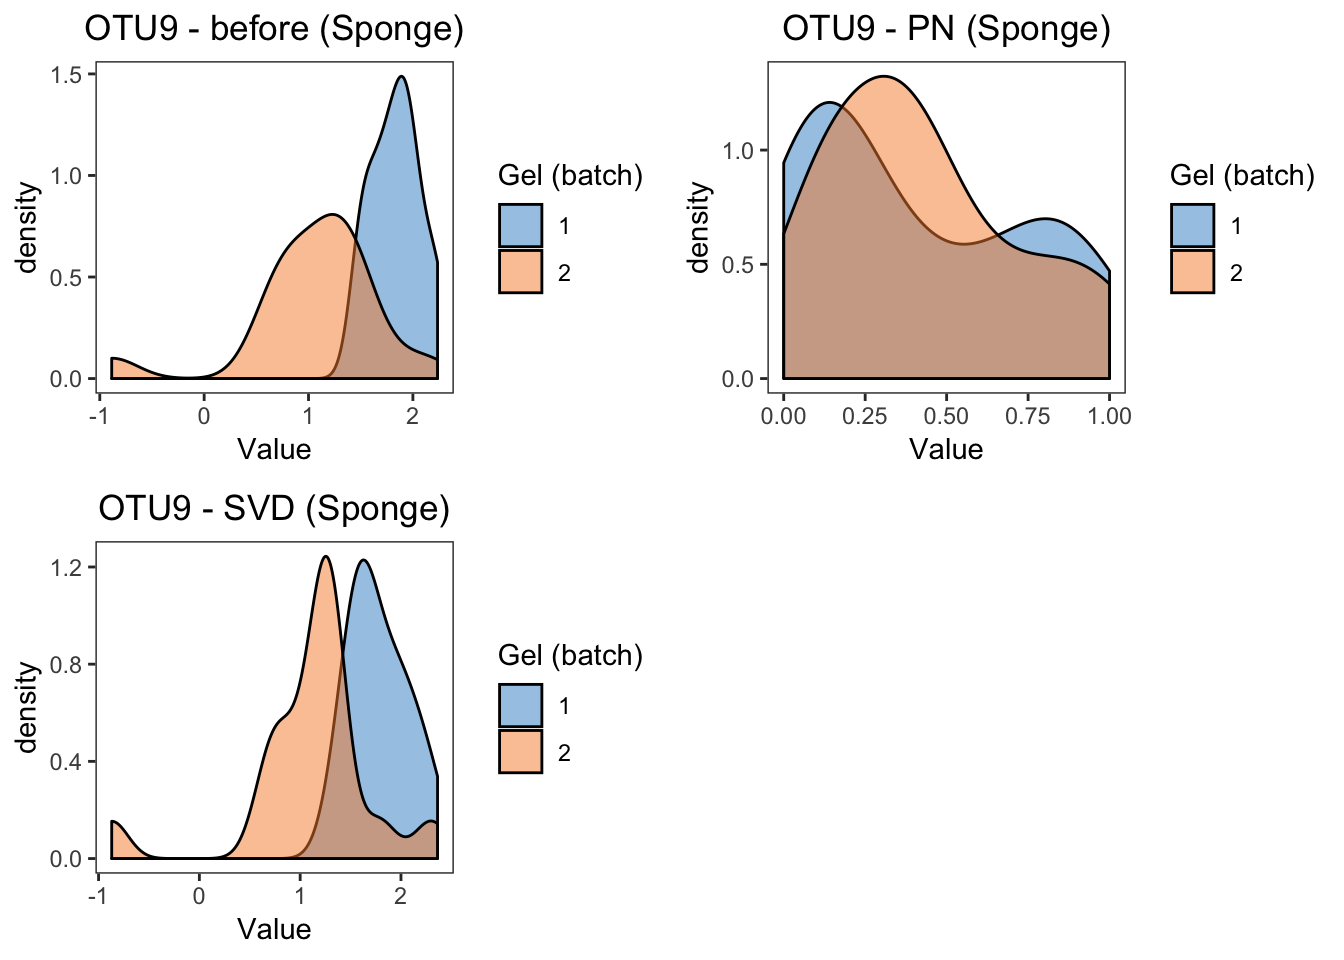 OTU9 - before (Sponge)
1.5
1.0
0.5
0.0
density
-1 0 1 2
Value
Gel (batch)
1
2
OTU9 - PN (Sponge)
1.0
0.5
0.0
density
0.00 0.25 0.50 0.75 1.00
Value
Gel (batch)
1
2
OTU9 - SVD (Sponge)
1.2
0.8
0.4
0.0
density
-1 0 1 2
Value
Gel (batch)
1
2